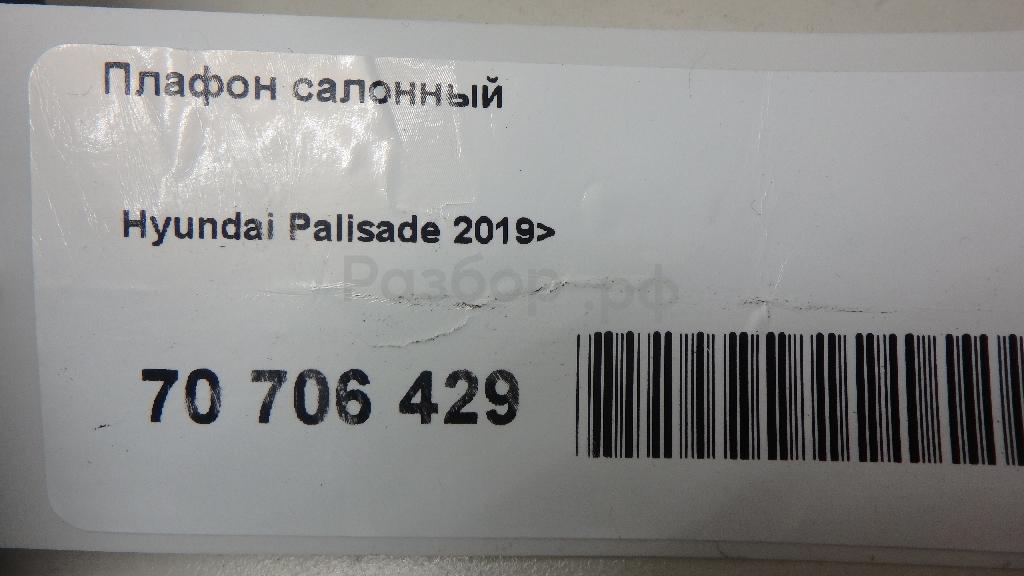 Плафон салонный
Hyundai Palisade 2019>
Разбор.рф
70 706 429